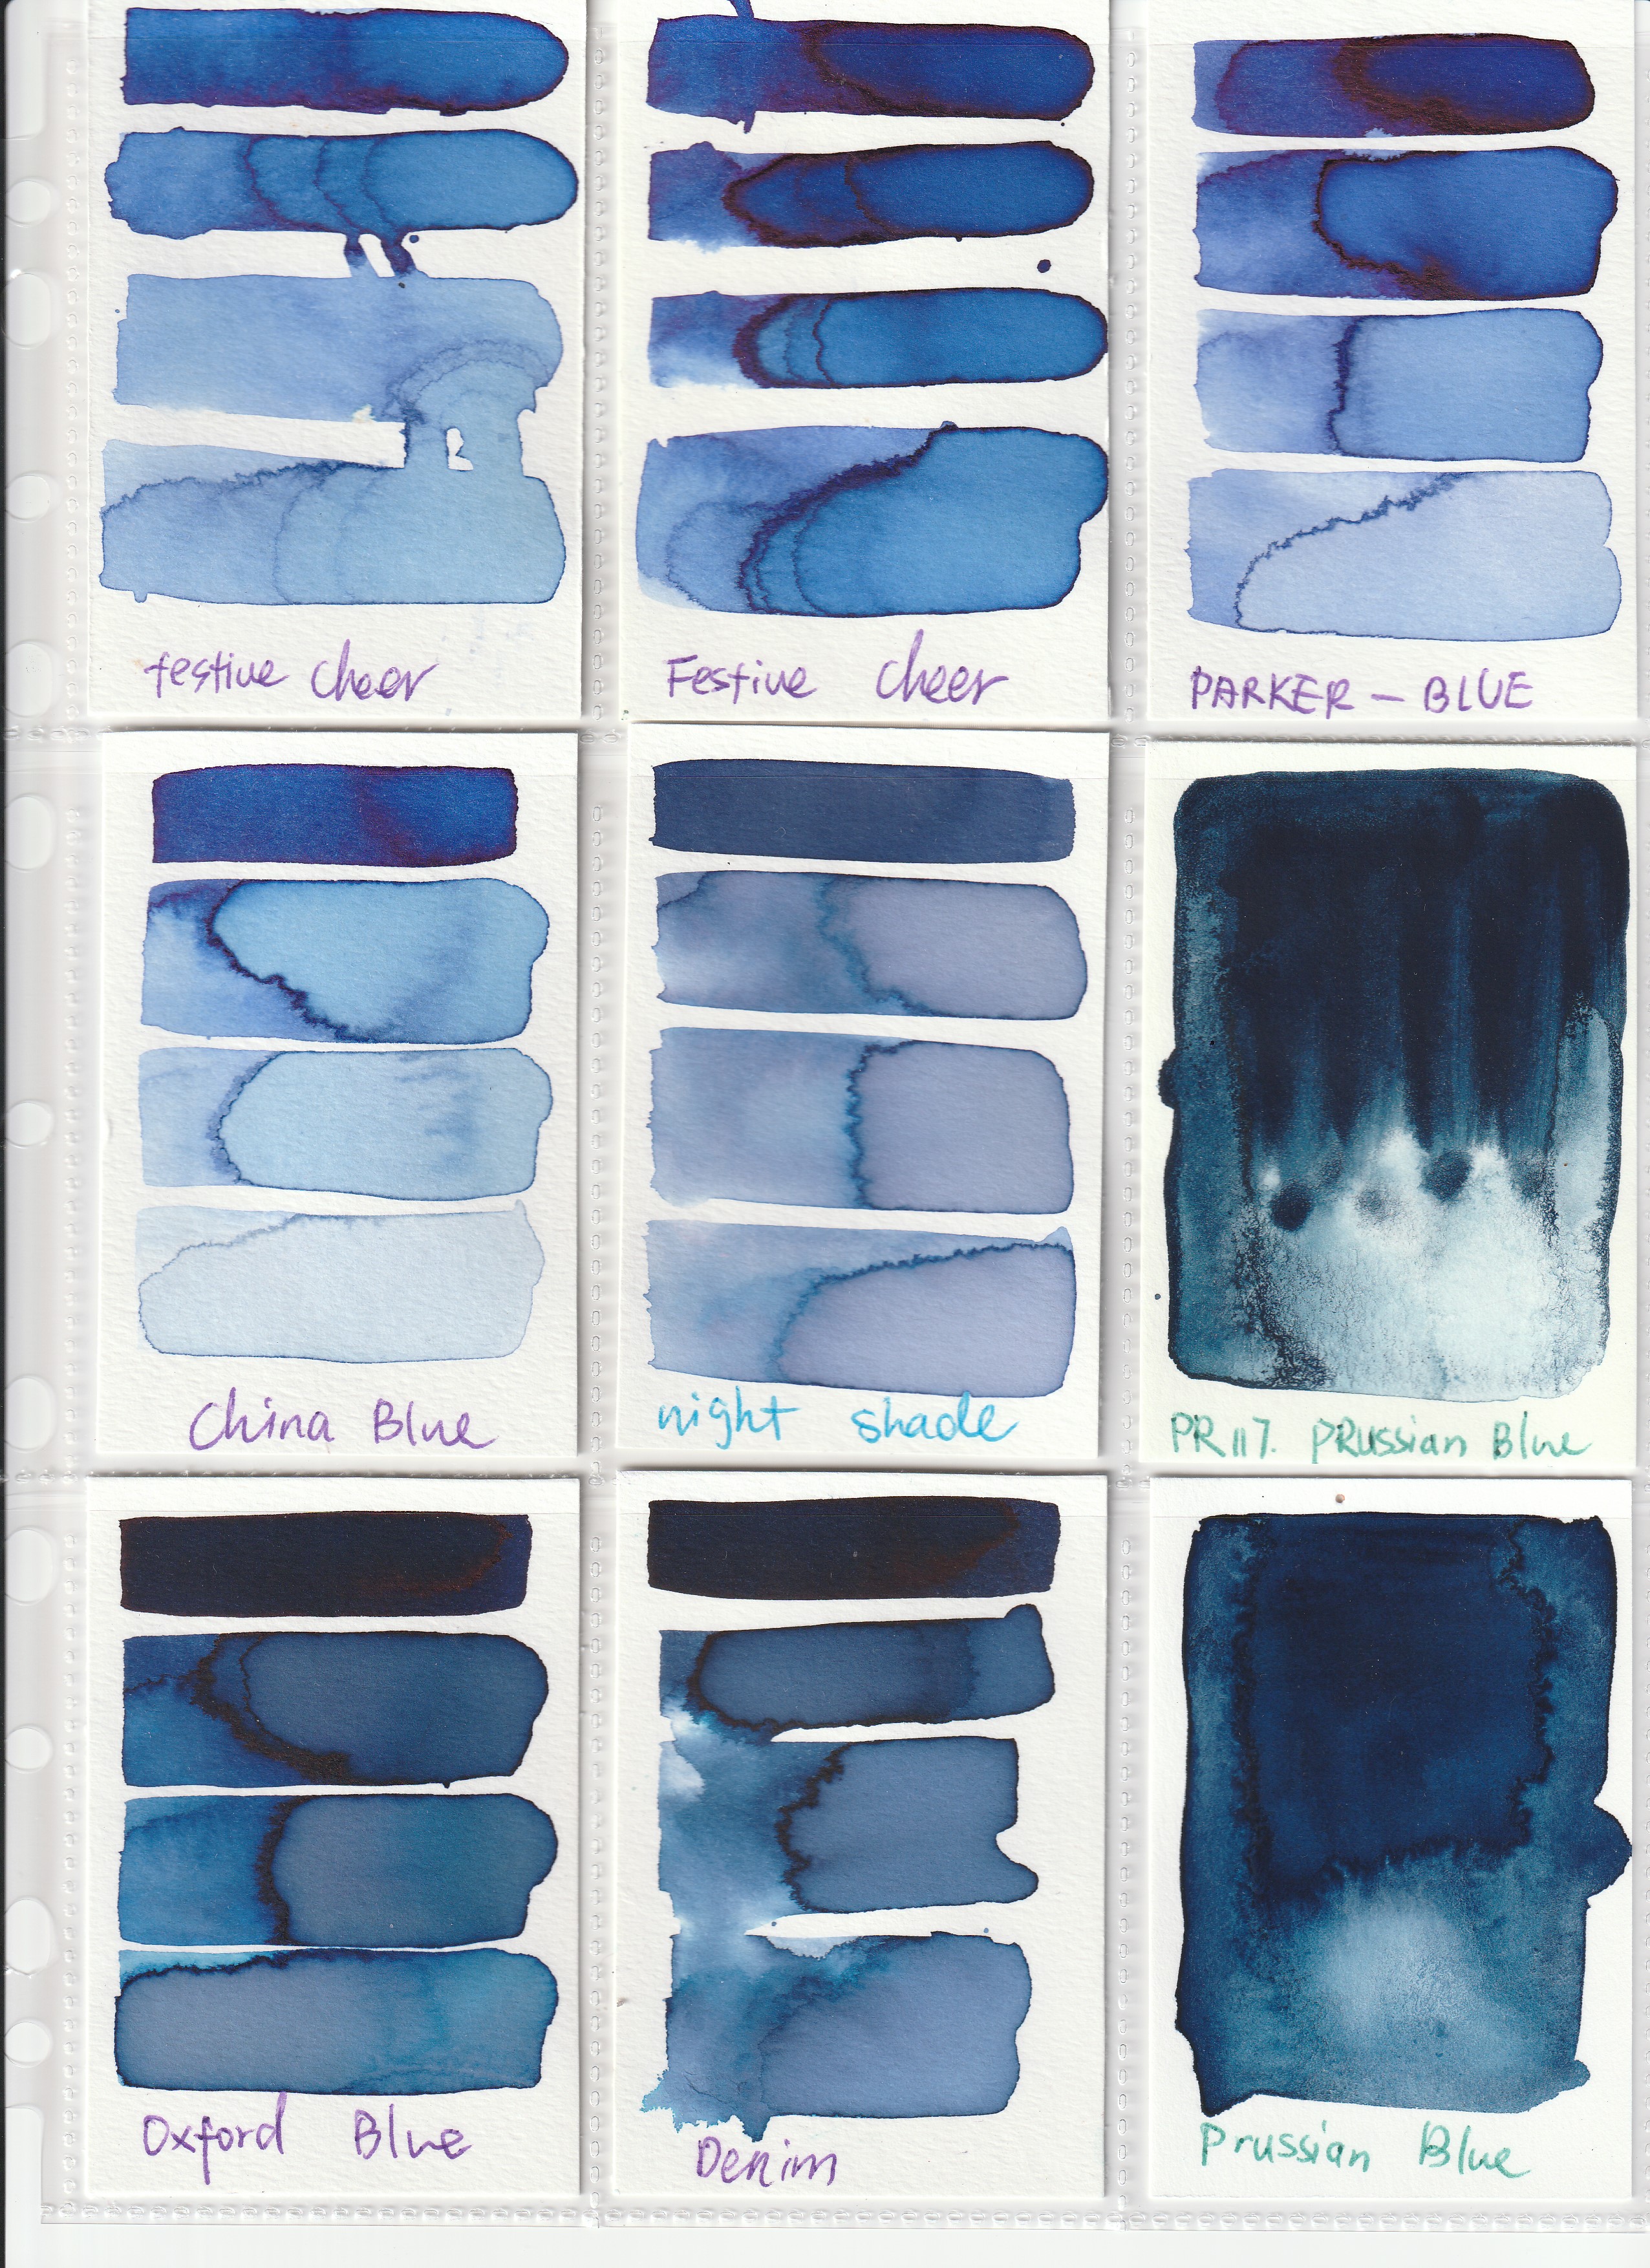 festive cheer
Festive cheer
PARKER - BLUE
China Blue
night shade
PR117. PRussian Blue
Oxford Blue
Denim
Prussian Blue